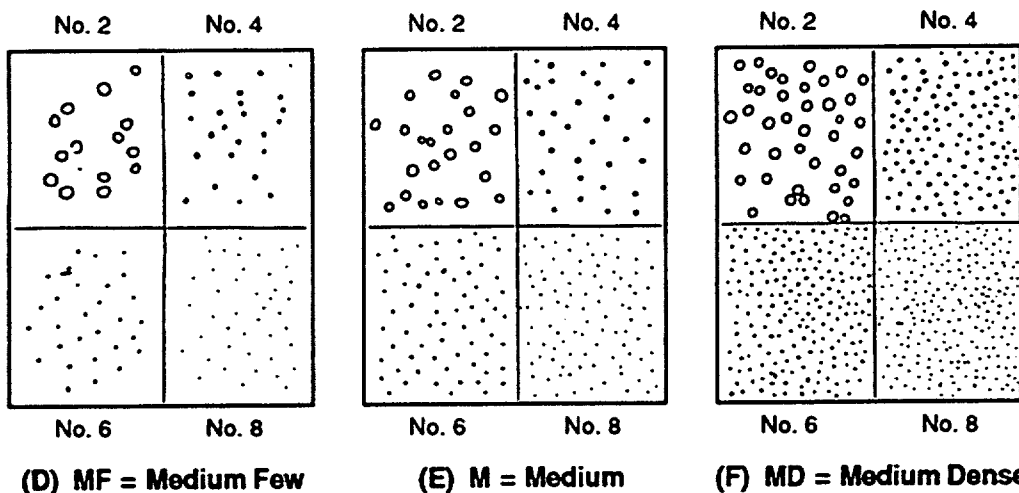 No. 2 No. 4 No. 2 No. 4 No. 2 No. 4
No. 6 No. 8 No. 6 No. 8 No. 6 No. 8
(D) MF = Medium Few (E) M = Medium (F) MD = Medium Dense